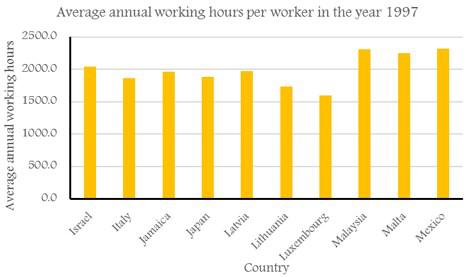 Average annual working hours per worker in the year 1997
Average annual working hours
2500.0
2000.0
1500.0
1000.0
500.0
0.0
Israel
Italy
Jamaica
Japan
Latvia
Lithuania
Luxembourg
Malaysia
Malta
Mexico
Country